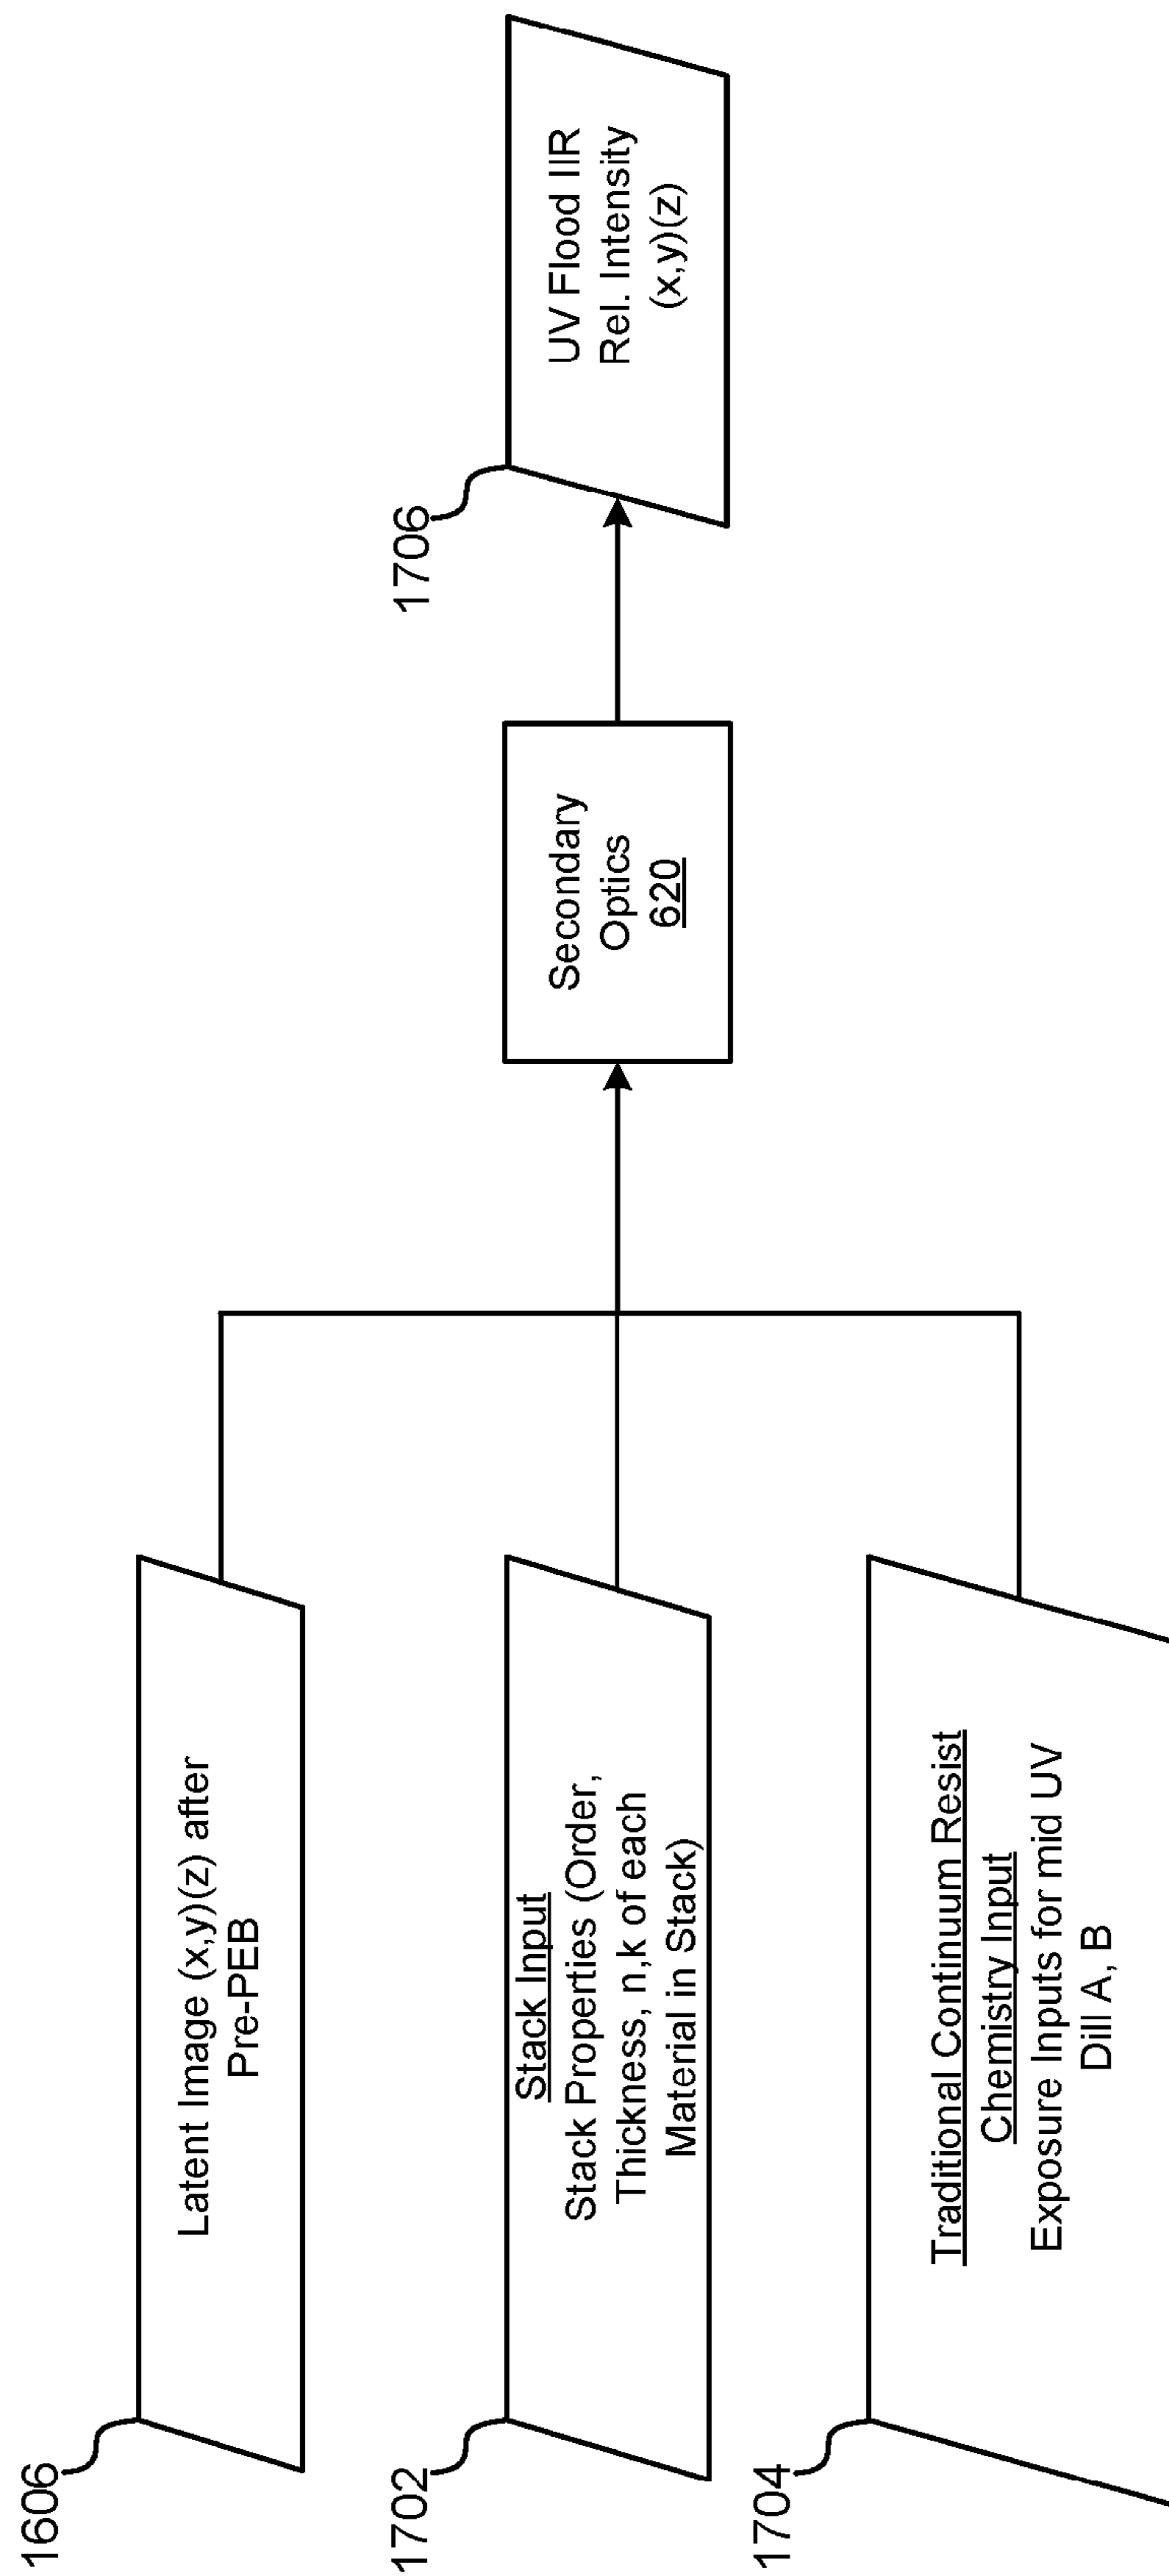 1606
Latent Image (x,y)(z) after
Pre-PEB
1702
Stack Input
Stack Properties (Order,
Thickness, n,k of each
Material in Stack)
1704
Traditional Continuum Resist
Chemistry Input
Exposure Inputs for mid UV
Dill A, B
Secondary
Optics
620
1706
UV Flood IIR
Rel. Intensity
(x,y)(z)